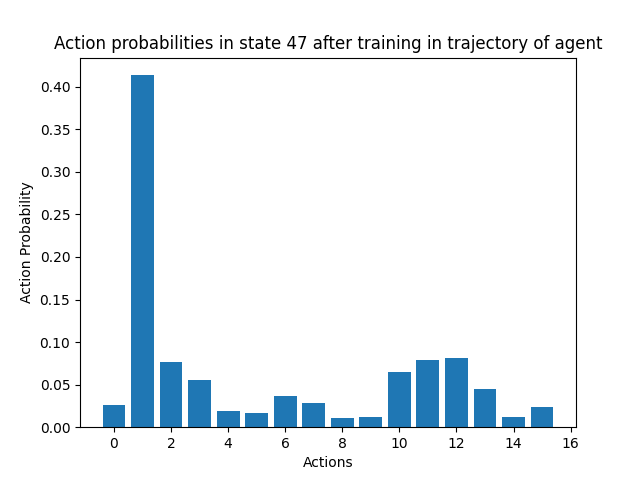 Action probabilities in state 47 after training in trajectory of agent
0.40
0.35
0.30
0.25
0.20
0.15
0.10
0.05
0.00
Action Probability
0 2 4 6 8 10 12 14 16
Actions